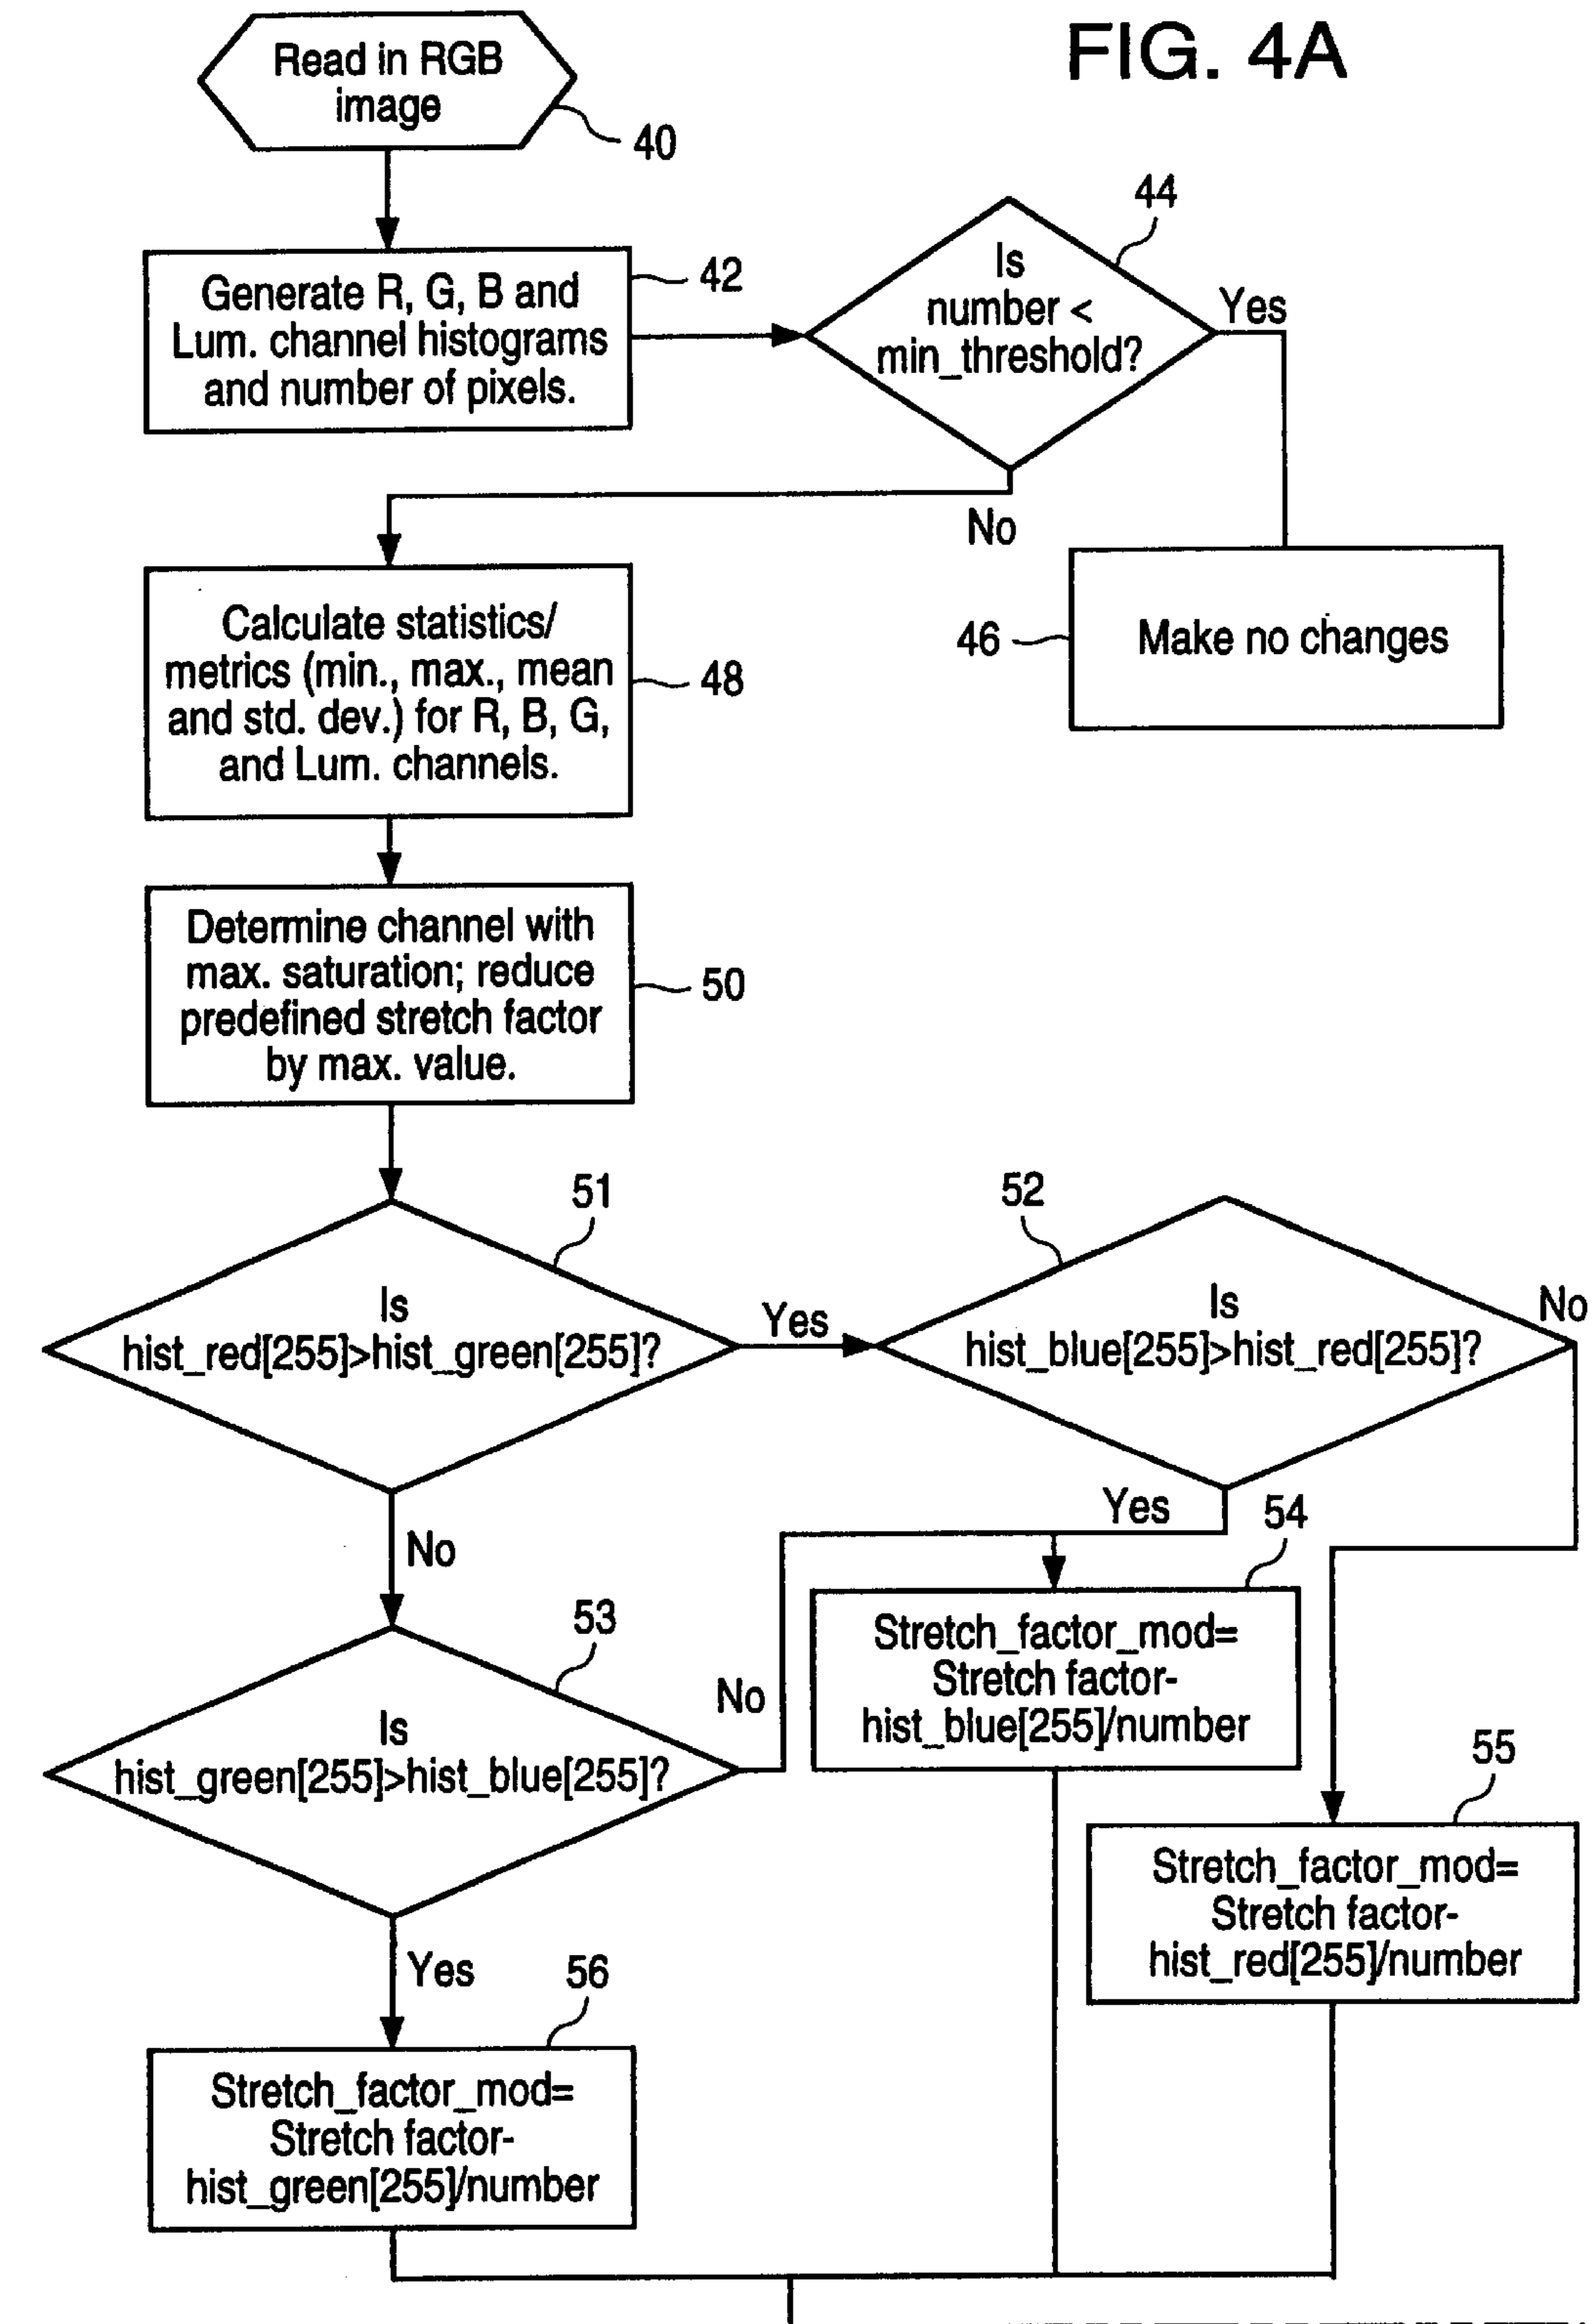 FIG. 4A
Read in RGB
image
40
Generate R, G, B and
Lum. channel histograms
and number of pixels.
42
44
Is
number <
min_threshold?
Yes
No
46
Make no changes
Calculate statistics/
metrics (min., max., mean
and std. dev.) for R, B, G,
and Lum. channels.
48
Determine channel with
max. saturation; reduce
predefined stretch factor
by max. value.
50
51
Is
hist_red[255]>hist_green[255]?
Yes
No
52
Is
hist_blue[255]>hist_red[255]?
No
Yes
53
Is
hist_green[255]>hist_blue[255]?
No
Yes
54
Stretch_factor_mod=
Stretch factor-
hist_blue[255]/number
55
Stretch_factor_mod=
Stretch factor-
hist_red[255]/number
56
Stretch_factor_mod=
Stretch factor-
hist_green[255]/number